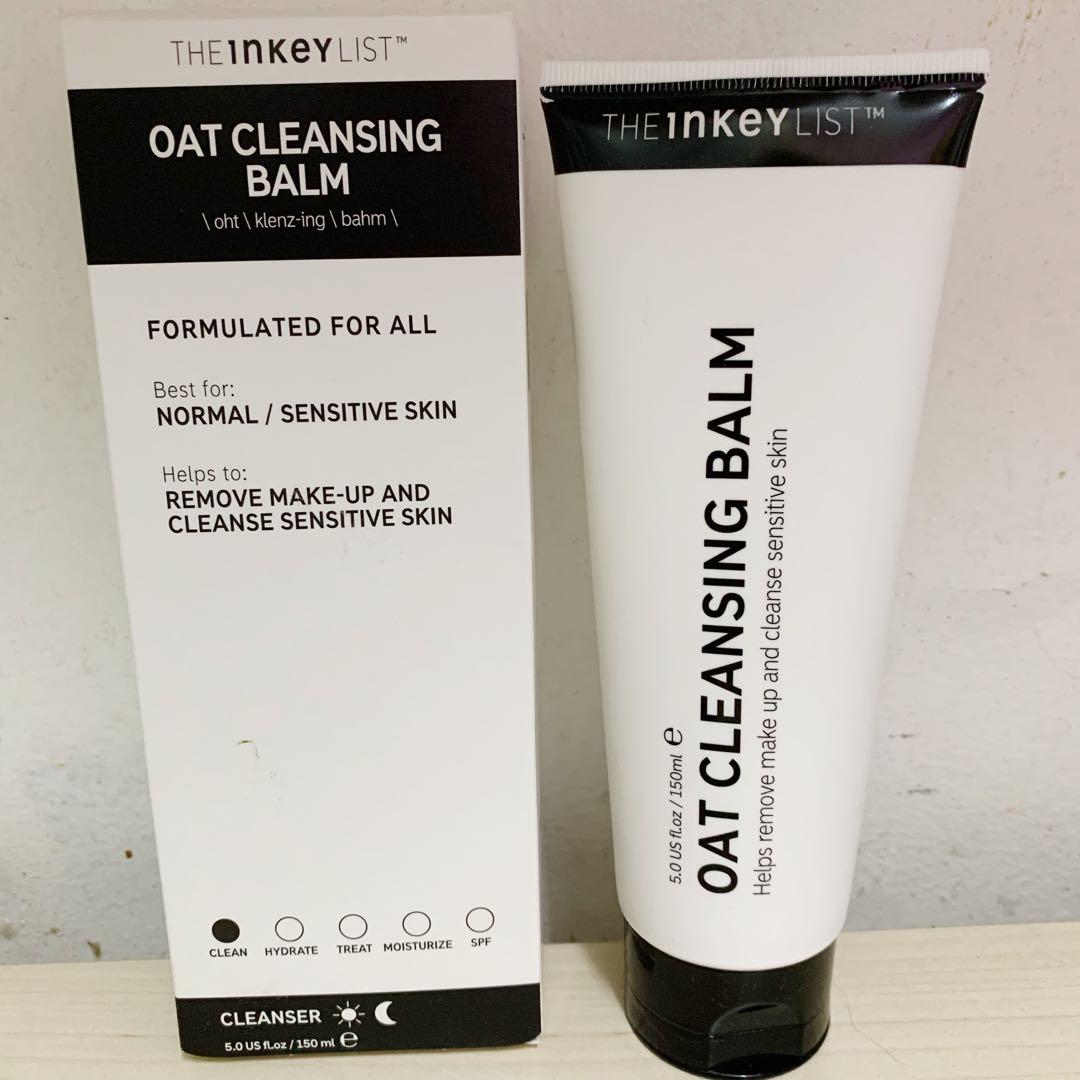 THE INKEY LIST™
OAT CLEANSING
BALM
\ oht \ klenz-ing \ bahm \
FORMULATED FOR ALL
Best for:
NORMAL / SENSITIVE SKIN
Helps to:
REMOVE MAKE-UP AND
CLEANSE SENSITIVE SKIN
CLEAN HYDRATE TREAT MOISTURIZE SPF
CLEANSER
5.0 US fl.oz / 150 ml ℮
THE INKEY LIST™
5.0 US fl.oz / 150ml ℮
OAT CLEANSING BALM
Helps remove make up and cleanse sensitive skin